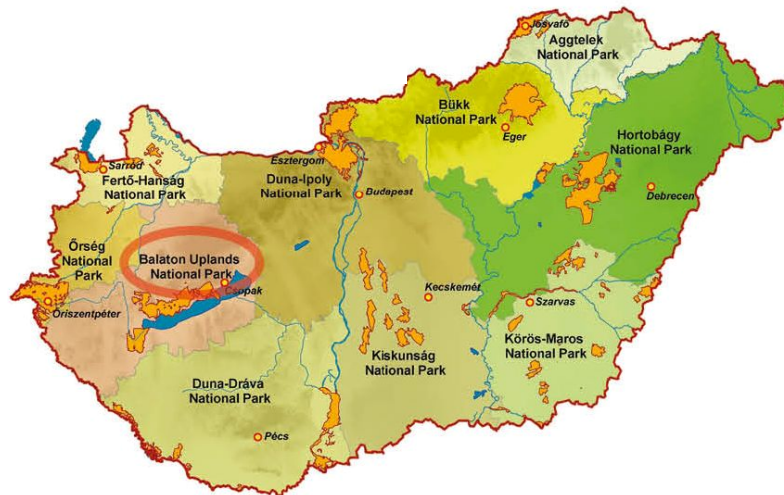 Jósvafő
Aggtelek
National Park
Bükk
National Park
Eger
Hortobágy
National Park
Debrecen
Esztergom
Duna-Ipoly
National Park
Budapest
Sarród
Fertő-Hanság
National Park
Őrség
National
Park
Balaton Uplands
National Park
Csopak
Őriszentpéter
Kecskemét
Szarvas
Kiskunság
National Park
Körös-Maros
National Park
Duna-Dráva
National Park
Pécs